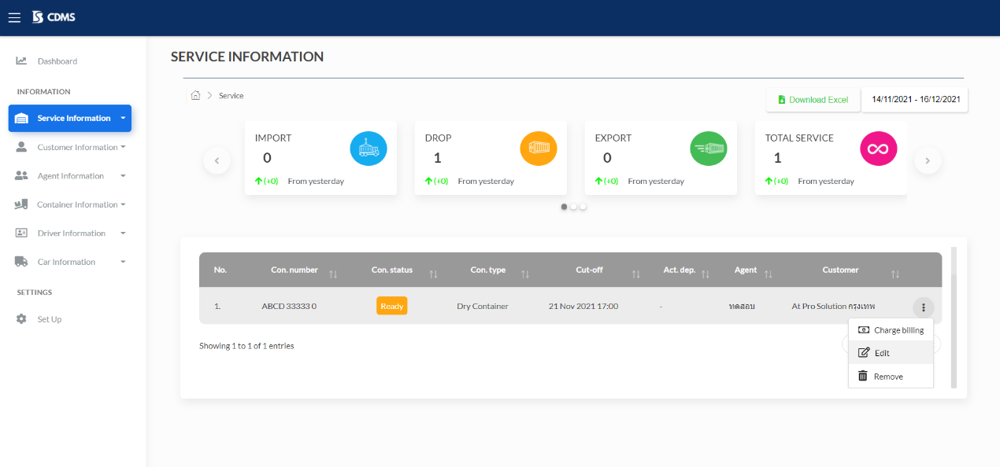 CDMS
SERVICE INFORMATION
Dashboard
INFORMATION
Service Information
Customer Information
Agent Information
Container Information
Driver Information
Car Information
SETTINGS
Set Up
Service
Download Excel
14/11/2021 - 16/12/2021
IMPORT
0
(+0) From yesterday
DROP
1
(+0) From yesterday
EXPORT
0
(+0) From yesterday
TOTAL SERVICE
1
(+0) From yesterday
No. Con. number Con. status Con. type Cut-off Act. dep. Agent Customer
1. ABCD 33333 0 Ready Dry Container 21 Nov 2021 17:00 - ทดสอบ At Pro Solution กรุงเทพ
Showing 1 to 1 of 1 entries
Charge billing
Edit
Remove